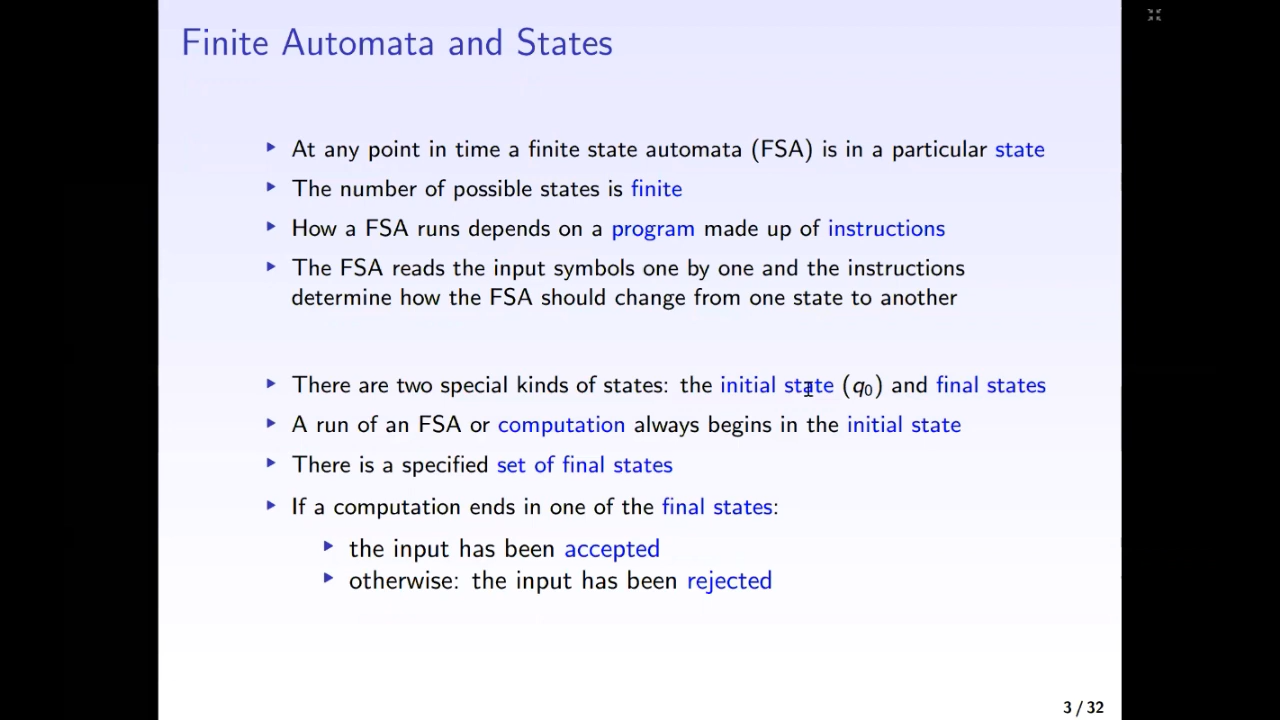 Finite Automata and States
At any point in time a finite state automata (FSA) is in a particular state
The number of possible states is finite
How a FSA runs depends on a program made up of instructions
The FSA reads the input symbols one by one and the instructions
determine how the FSA should change from one state to another
There are two special kinds of states: the initial state (q₀) and final states
A run of an FSA or computation always begins in the initial state
There is a specified set of final states
If a computation ends in one of the final states:
the input has been accepted
otherwise: the input has been rejected
3 / 32